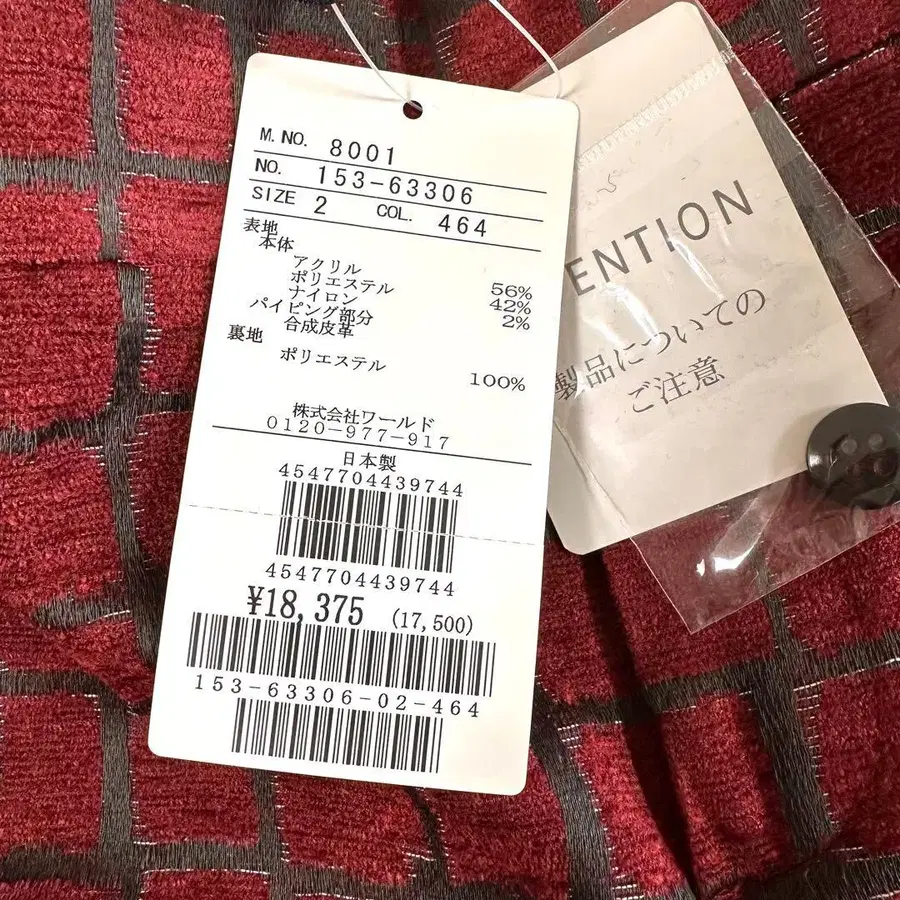 M. NO. 8001
NO. 153-63306
SIZE 2 COL. 464
表地
本体
アクリル 56%
ポリエステル 42%
ナイロン 2%
パイピング部分
合成皮革
裏地
ポリエステル 100%
株式会社ワールド
0120-977-917
日本製
4547704439744
4547704439744
¥18,375 (17,500)
153-63306-02-464
ENTION
製品についての
ご注意